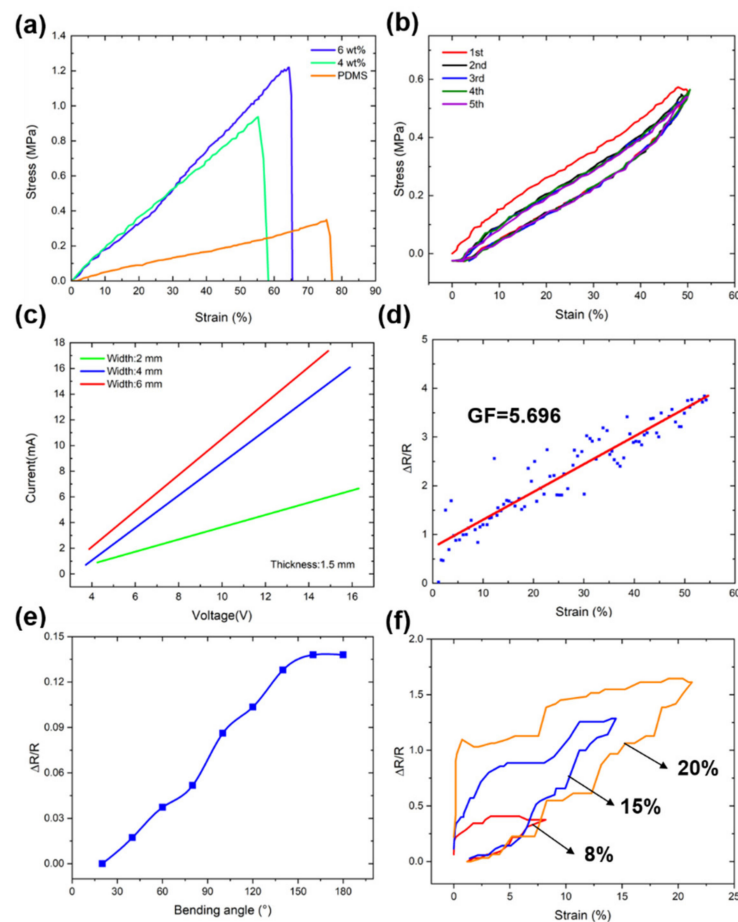 (a)
6 wt%
4 wt%
PDMS
Stress (MPa)
1.4
1.2
1.0
0.8
0.6
0.4
0.2
0.0
0 10 20 30 40 50 60 70 80 90
Strain (%)
(b)
1st
2nd
3rd
4th
5th
Stress (MPa)
0.6
0.4
0.2
0.0
0 10 20 30 40 50 60
Stain (%)
(c)
Width:2 mm
Width:4 mm
Width:6 mm
Current(mA)
18
16
14
12
10
8
6
4
2
0
Thickness:1.5 mm
4 6 8 10 12 14 16
Voltage(V)
(d)
GF=5.696
ΔR/R
5
4
3
2
1
0
0 10 20 30 40 50 60
Strain (%)
(e)
ΔR/R
0.15
0.12
0.09
0.06
0.03
0.00
0 30 60 90 120 150 180
Bending angle (°)
(f)
ΔR/R
2.0
1.5
1.0
0.5
0.0
20%
15%
8%
0 5 10 15 20 25
Strain (%)